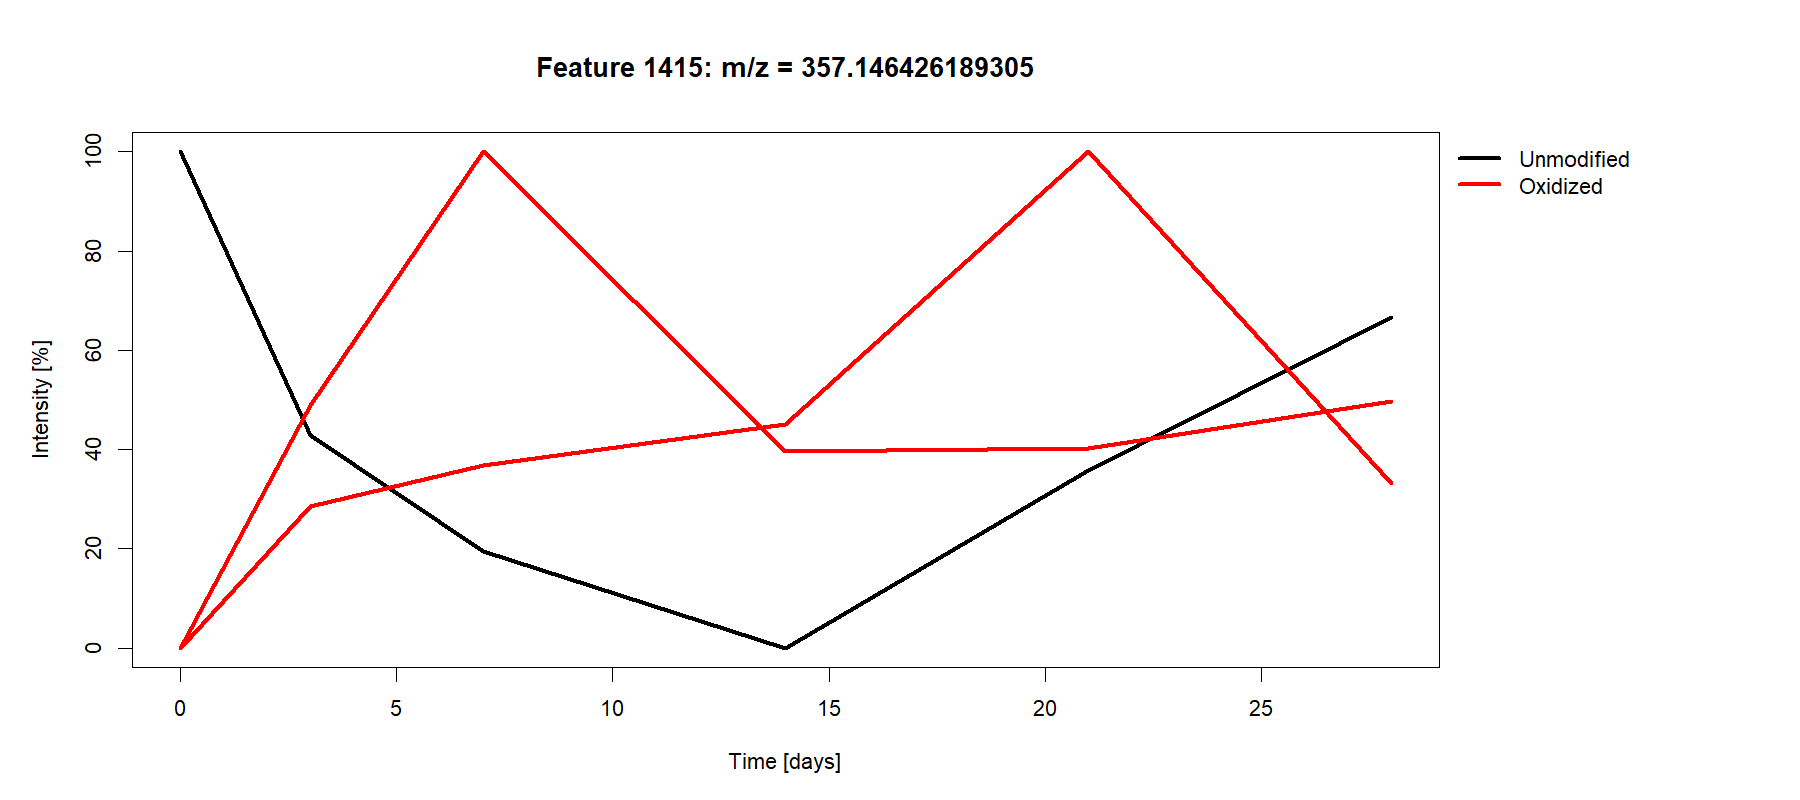 Feature 1415: m/z = 357.146426189305
Unmodified
Oxidized
Intensity [%]
100
80
60
40
20
0
0 5 10 15 20 25
Time [days]